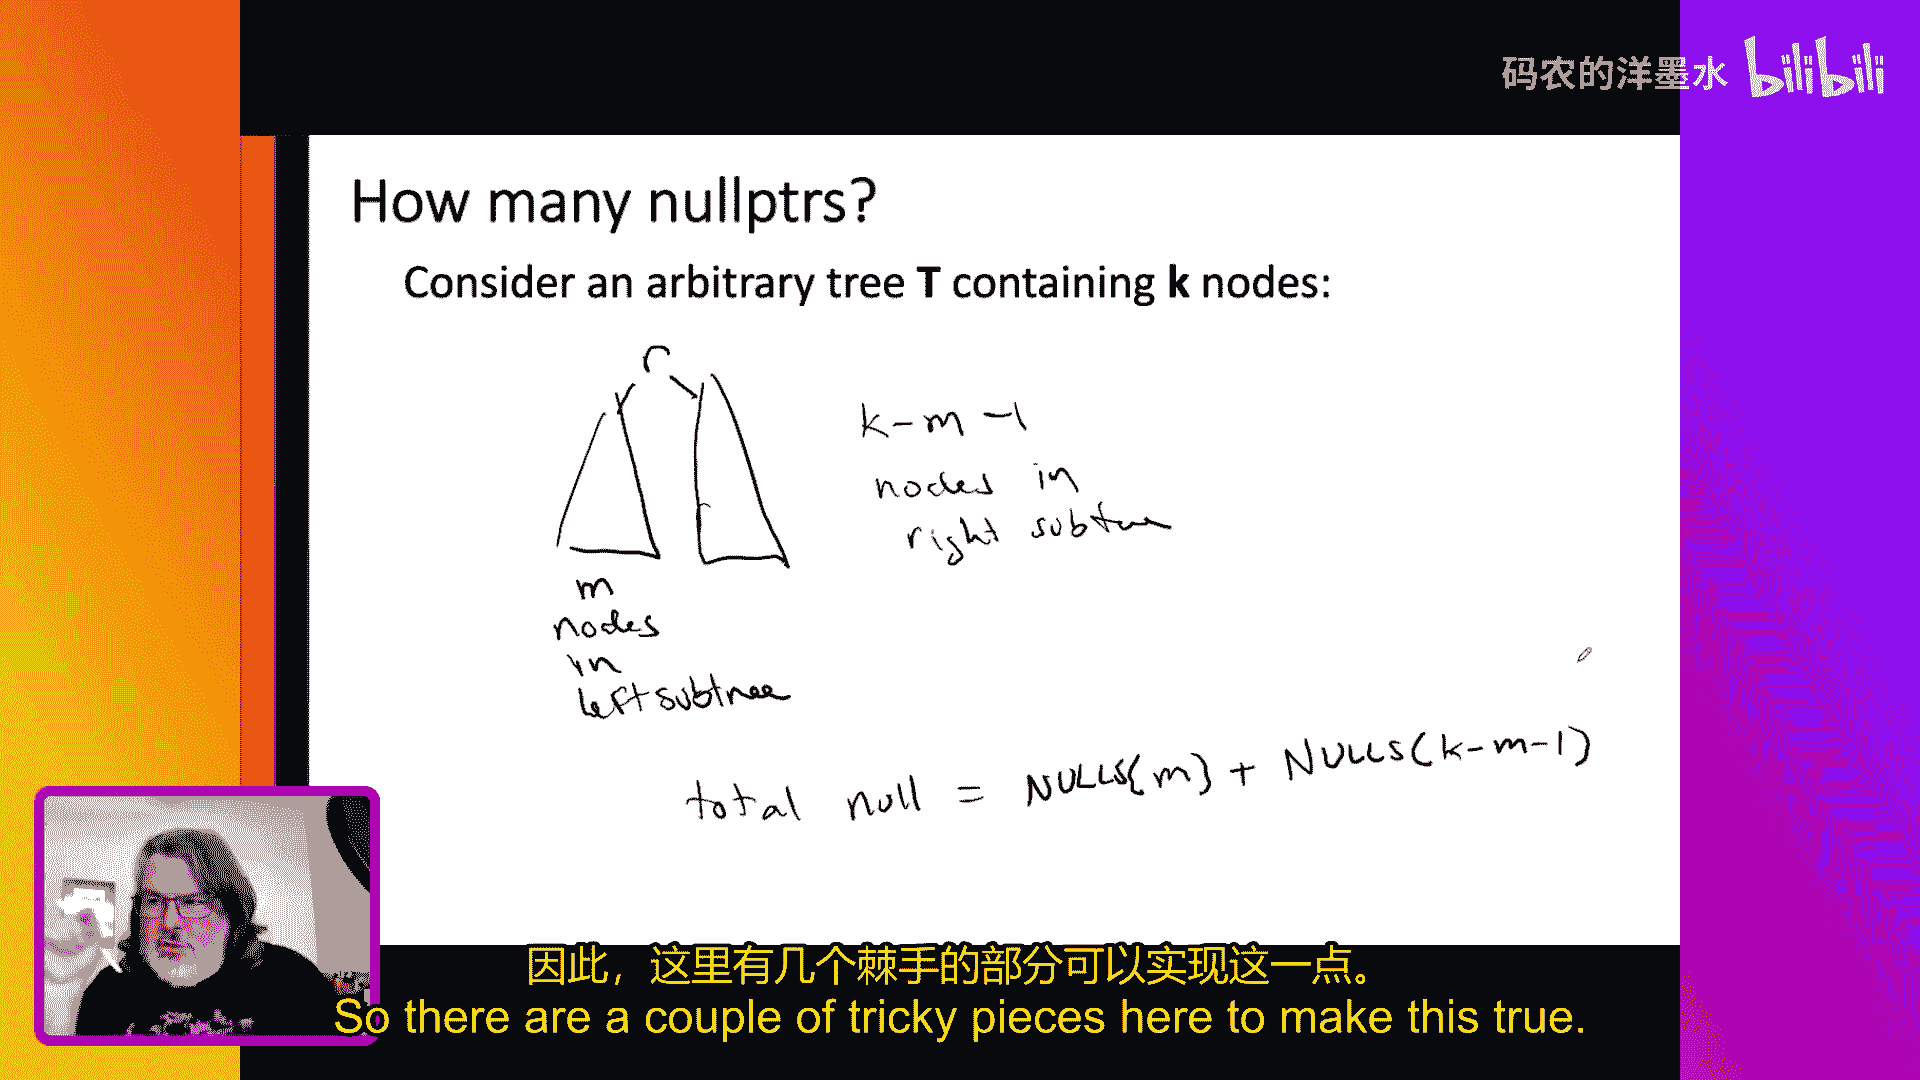 码农的洋墨水 bilibili
How many nullptrs?
Consider an arbitrary tree T containing k nodes:
r
k-m-1
nodes in
right subtree
m
nodes
in
left subtree
total null = NULLS(m) + NULLS(k-m-1)
因此，这里有几个棘手的部分可以实现这一点。
So there are a couple of tricky pieces here to make this true.